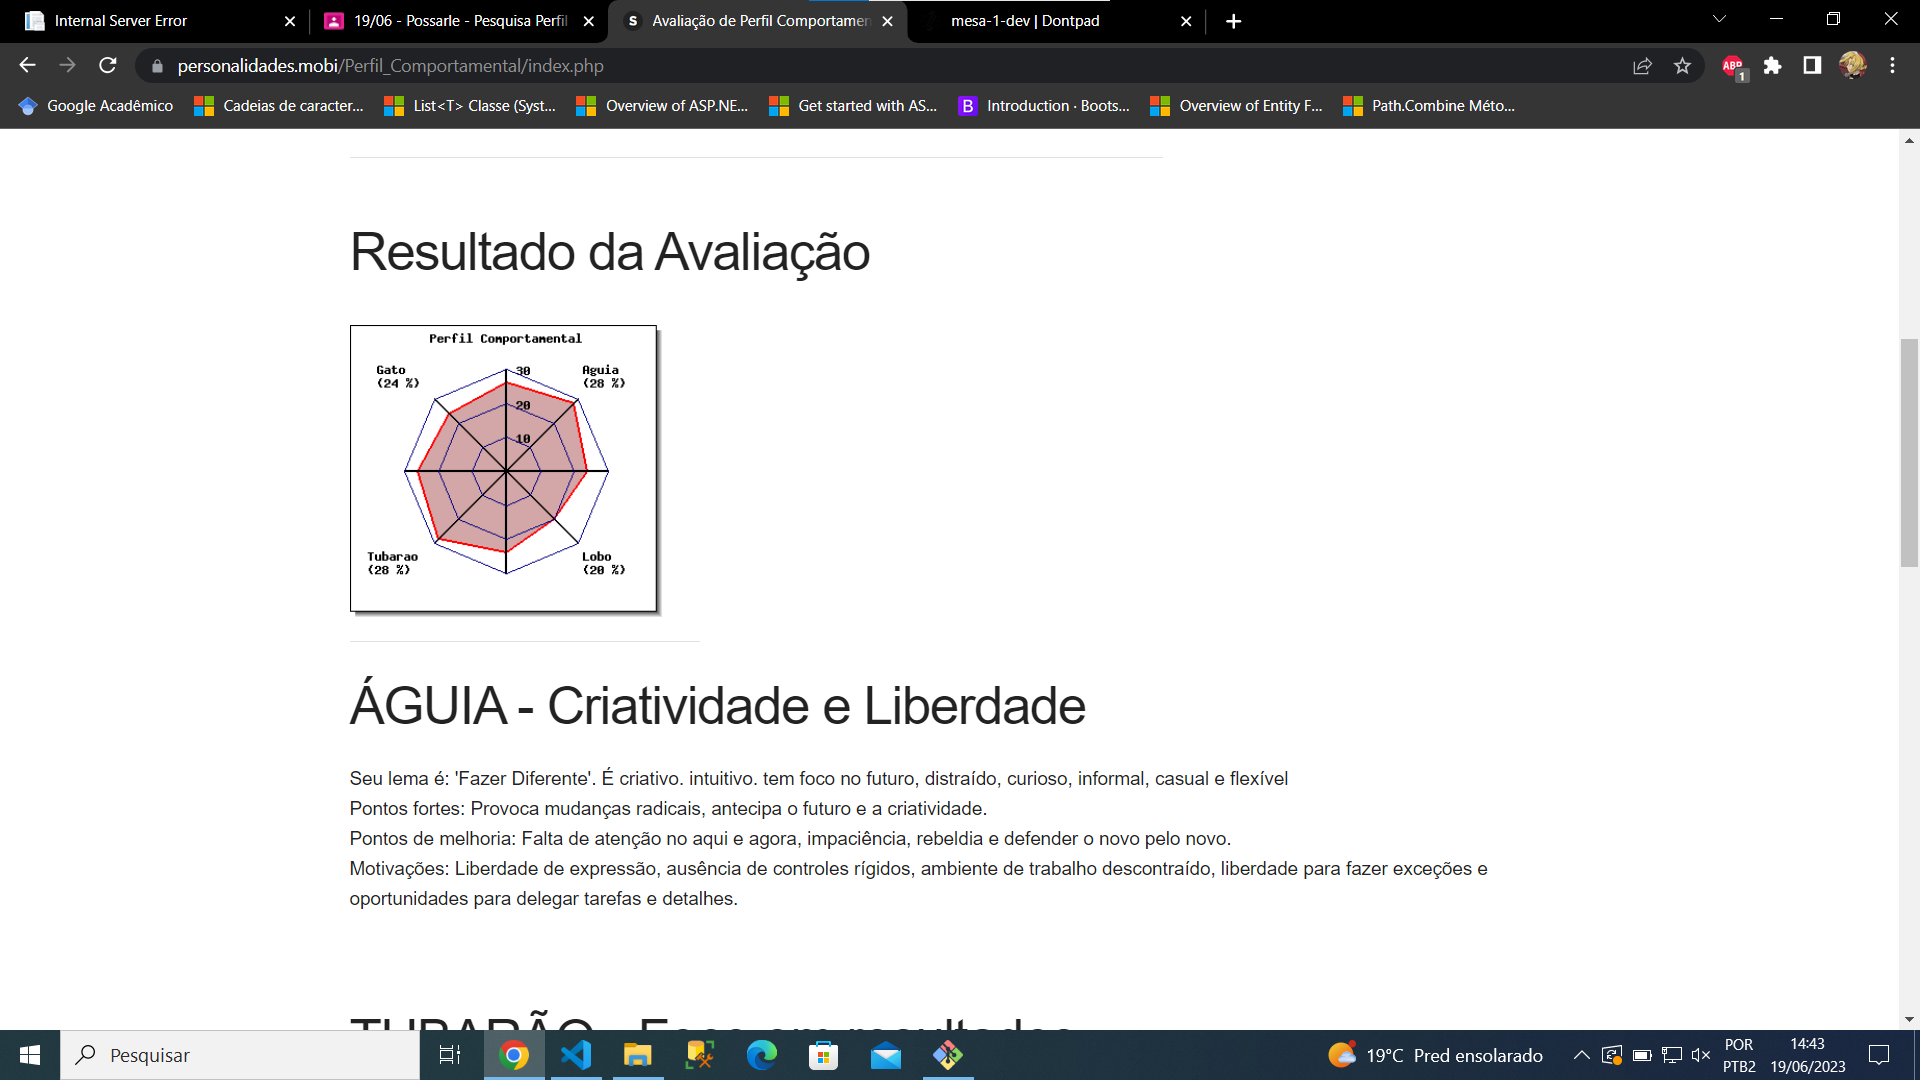 Internal Server Error
19/06 - Possarle - Pesquisa Perfil
S
Avaliação de Perfil Comportamen
mesa-1-dev | Dontpad
personalidades.mobi/Perfil_Comportamental/index.php
ABP
1
Google Acadêmico
Cadeias de caracter...
List<T> Classe (Syst...
Overview of ASP.NE...
Get started with AS...
B
Introduction · Boots...
Overview of Entity F...
Path.Combine Méto...
Resultado da Avaliação
Perfil Comportamental
Gato
(24 %)
30
Aguia
(28 %)
20
10
Tubarao
(28 %)
Lobo
(20 %)
ÁGUIA - Criatividade e Liberdade
Seu lema é: 'Fazer Diferente'. É criativo. intuitivo. tem foco no futuro, distraído, curioso, informal, casual e flexível
Pontos fortes: Provoca mudanças radicais, antecipa o futuro e a criatividade.
Pontos de melhoria: Falta de atenção no aqui e agora, impaciência, rebeldia e defender o novo pelo novo.
Motivações: Liberdade de expressão, ausência de controles rígidos, ambiente de trabalho descontraído, liberdade para fazer exceções e
oportunidades para delegar tarefas e detalhes.
TUBARÃO - Foco em resultados
Pesquisar
19°C Pred ensolarado
POR
PTB2
14:43
19/06/2023